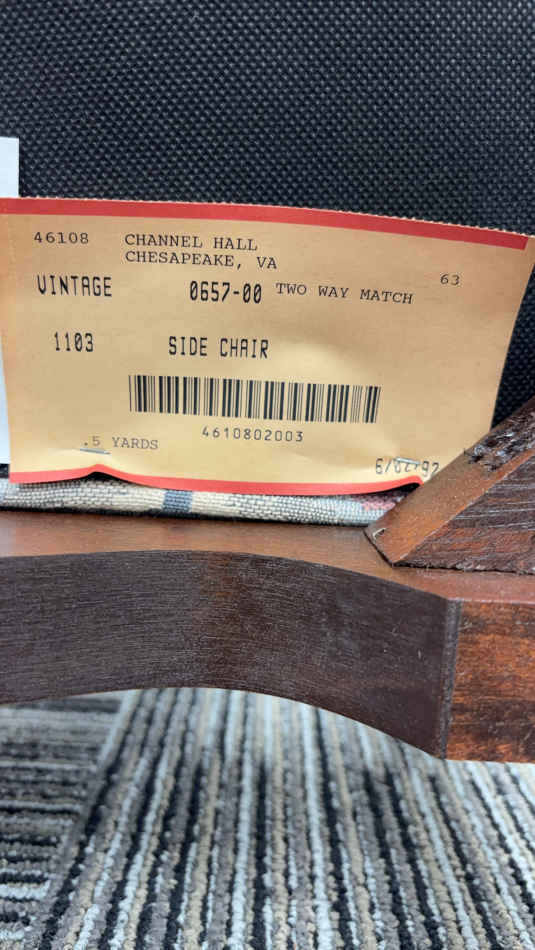 46108 CHANNEL HALL
CHESAPEAKE, VA
63
VINTAGE 0657-00 TWO WAY MATCH
1103 SIDE CHAIR
4610802003
.5 YARDS